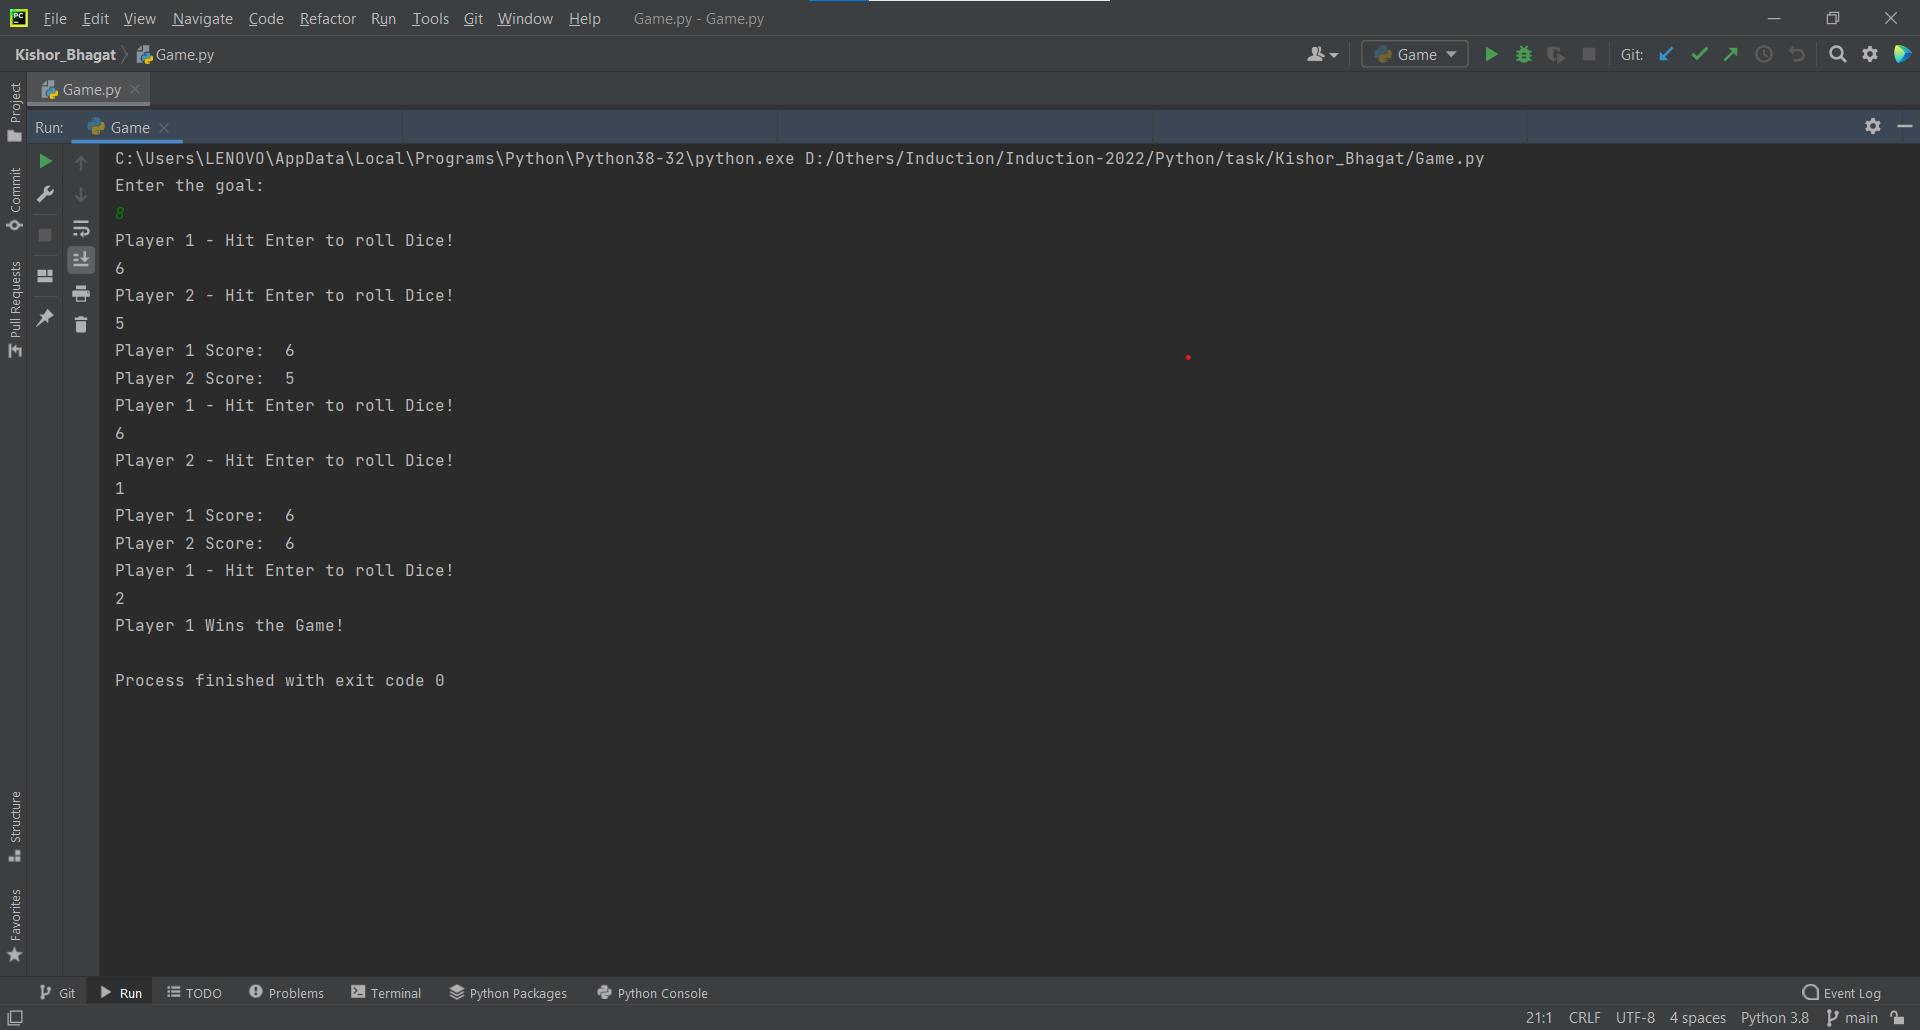 PC File Edit View Navigate Code Refactor Run Tools Git Window Help Game.py - Game.py
Kishor_Bhagat Game.py Game Git:
Game.py
Project
Commit
Pull Requests
Structure
Favorites
Run: Game
C:\Users\LENOVO\AppData\Local\Programs\Python\Python38-32\python.exe D:/Others/Induction/Induction-2022/Python/task/Kishor_Bhagat/Game.py
Enter the goal:
8
Player 1 - Hit Enter to roll Dice!
6
Player 2 - Hit Enter to roll Dice!
5
Player 1 Score:  6
Player 2 Score:  5
Player 1 - Hit Enter to roll Dice!
6
Player 2 - Hit Enter to roll Dice!
1
Player 1 Score:  6
Player 2 Score:  6
Player 1 - Hit Enter to roll Dice!
2
Player 1 Wins the Game!
Process finished with exit code 0
Git Run TODO Problems Terminal Python Packages Python Console Event Log
21:1 CRLF UTF-8 4 spaces Python 3.8 main